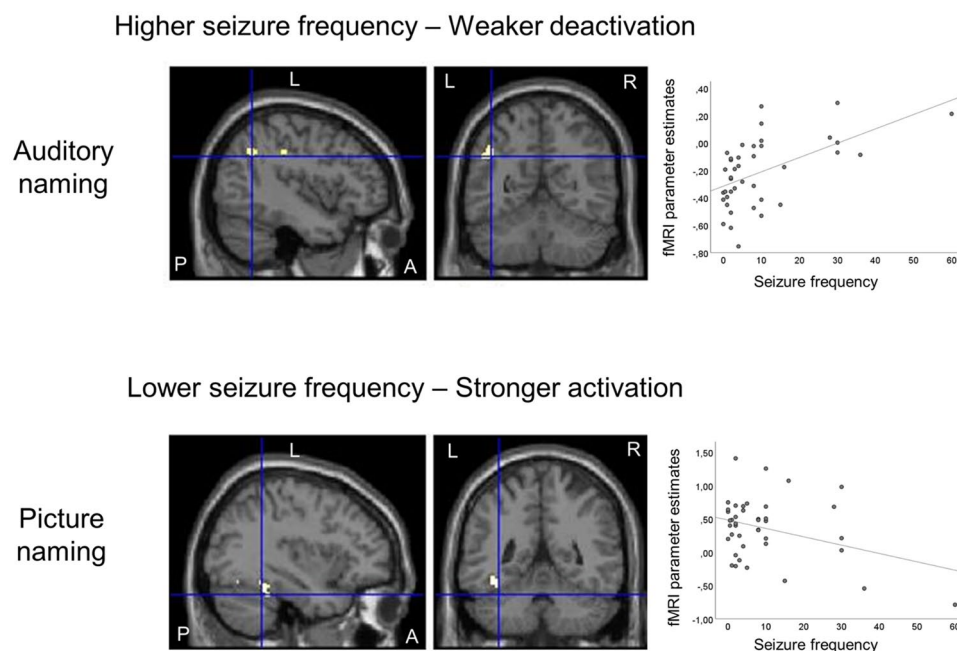 Higher seizure frequency – Weaker deactivation
Auditory
naming
L
P
A
L
R
fMRI parameter estimates
,40
,20
,00
-,20
-,40
-,60
-,80
0
10
20
30
40
50
60
Seizure frequency
Lower seizure frequency – Stronger activation
Picture
naming
L
P
A
L
R
fMRI parameter estimates
1,50
1,00
,50
,00
-,50
-1,00
0
10
20
30
40
50
60
Seizure frequency